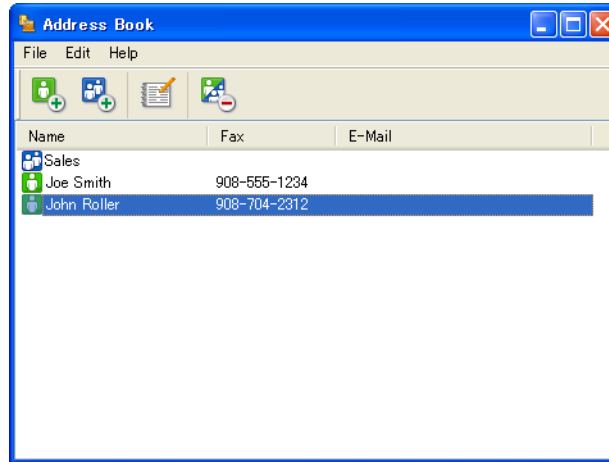 Address Book
File Edit Help
Name Fax E-Mail
Sales
Joe Smith 908-555-1234
John Roller 908-704-2312